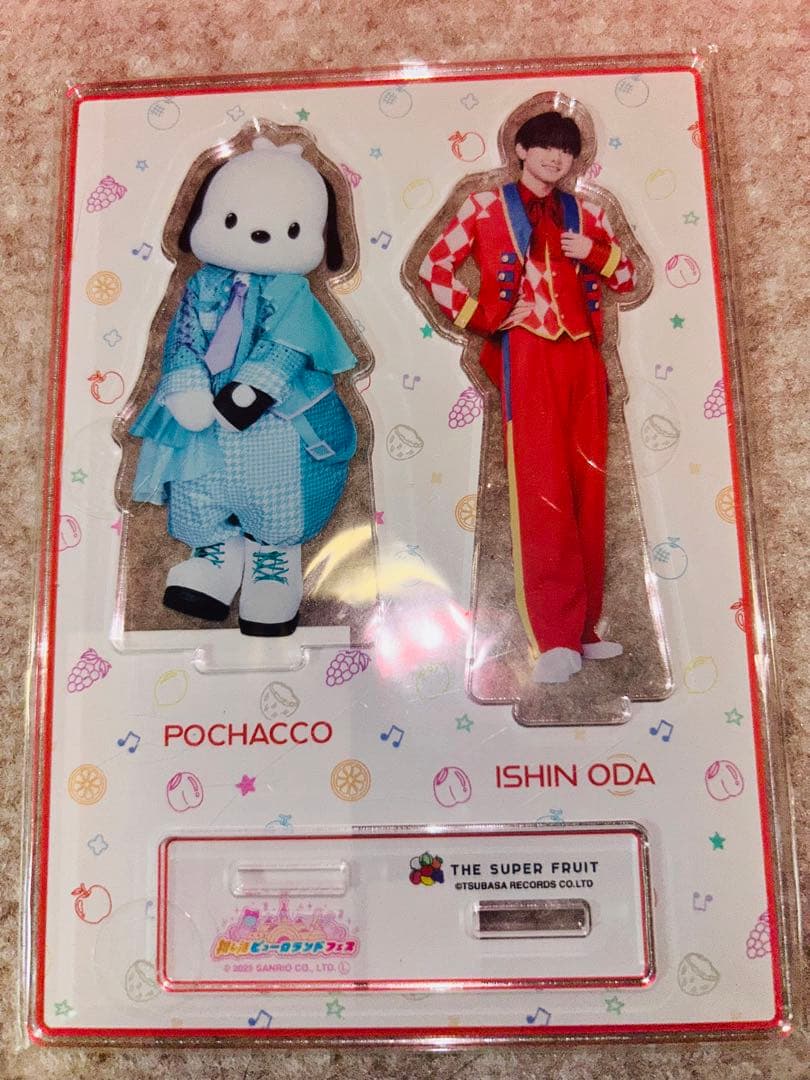 POCHACCO
ISHIN ODA
THE SUPER FRUIT
©TSUBASA RECORDS CO.LTD
ピューロランドフェス
© 2025 SANRIO CO., LTD. Ⓛ